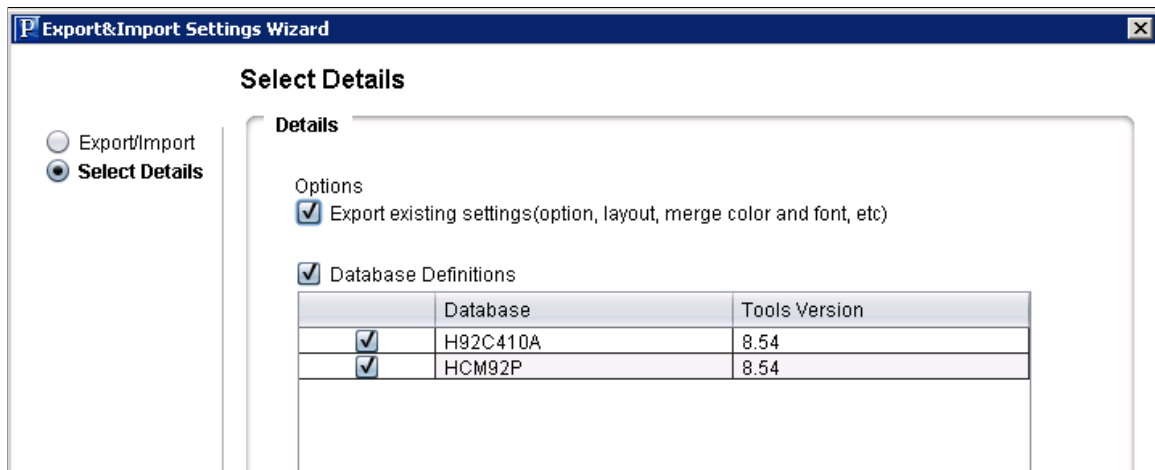 P Export&Import Settings Wizard
Select Details
Export/Import
Select Details
Details
Options
Export existing settings(option, layout, merge color and font, etc)
Database Definitions
Database Tools Version
H92C410A 8.54
HCM92P 8.54